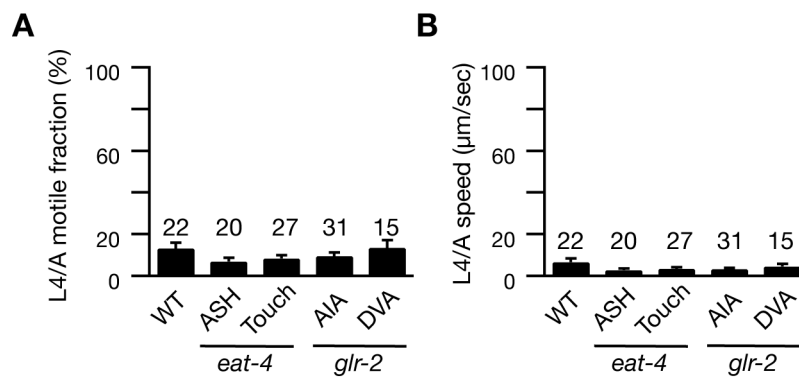 A
L4/A motile fraction (%)
100
60
20
0
22 20 27 31 15
WT ASH Touch AIA DVA
eat-4 glr-2
B
L4/A speed (μm/sec)
100
60
20
0
22 20 27 31 15
WT ASH Touch AIA DVA
eat-4 glr-2